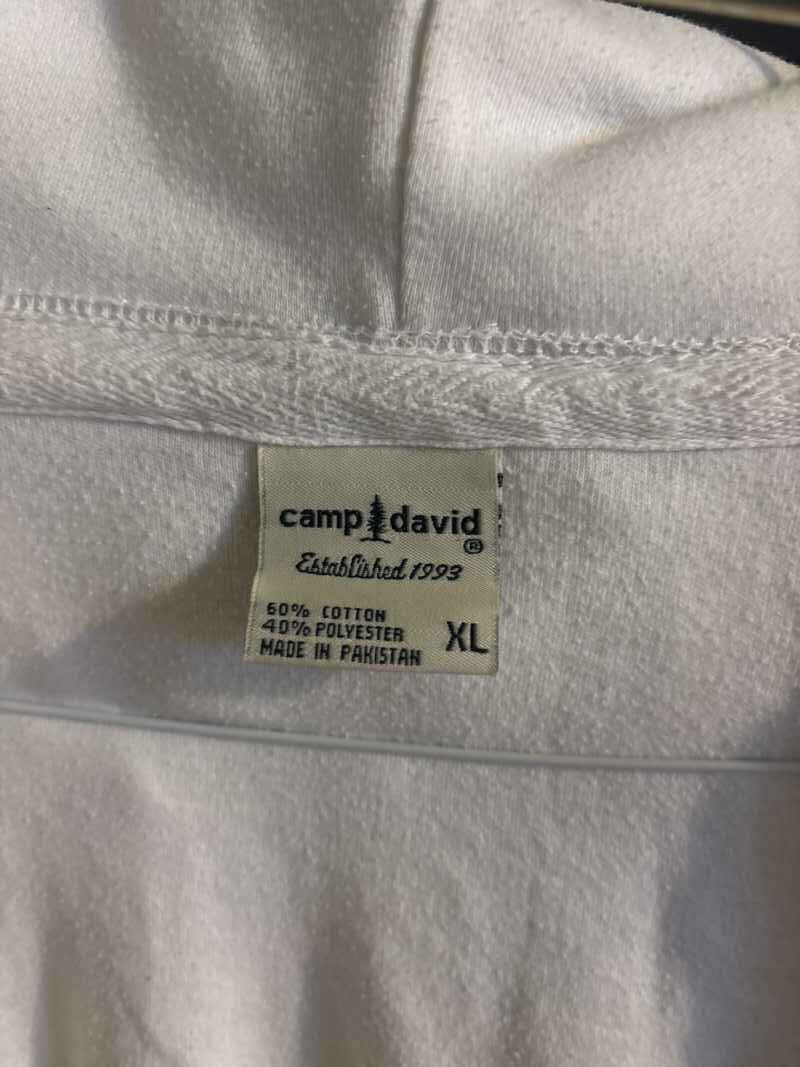 camp david
®
Established 1993
60% COTTON
40% POLYESTER
MADE IN PAKISTAN
XL